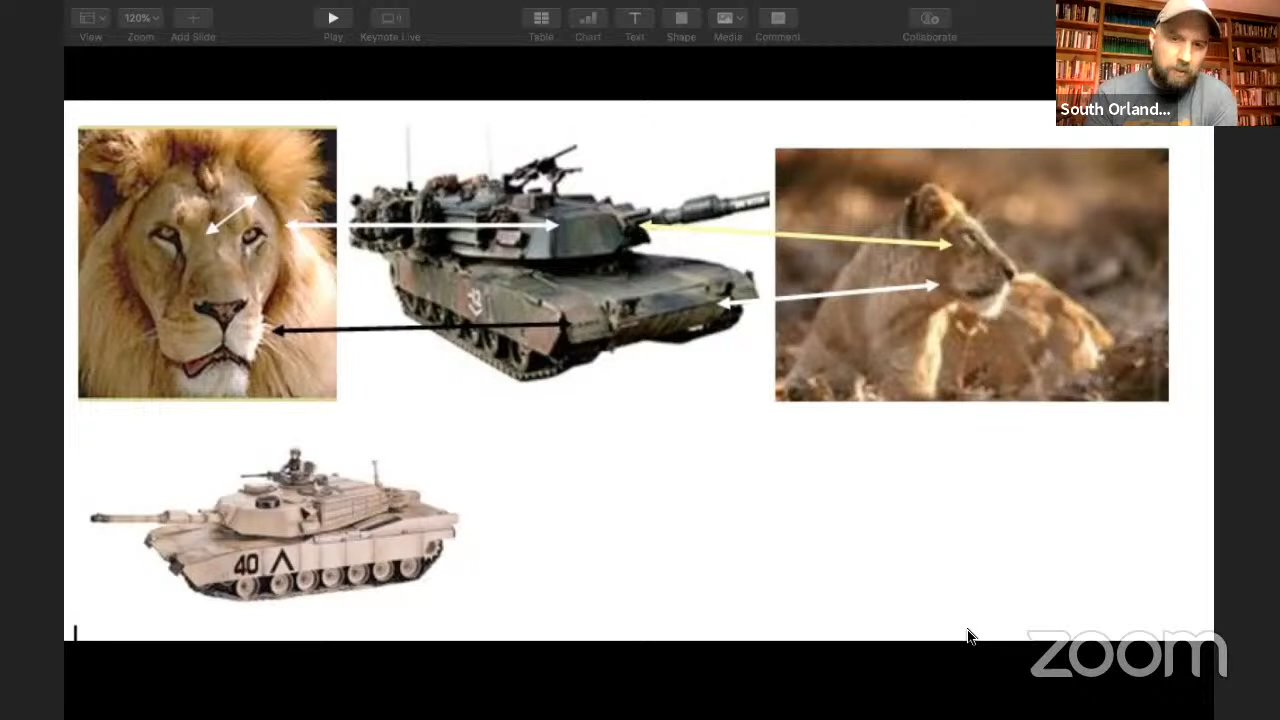 120%
View
Zoom
Add Slide
Play
Keynote Live
Table
Chart
Text
Shape
Media
Comment
Collaborate
South Orland...
40
zoom